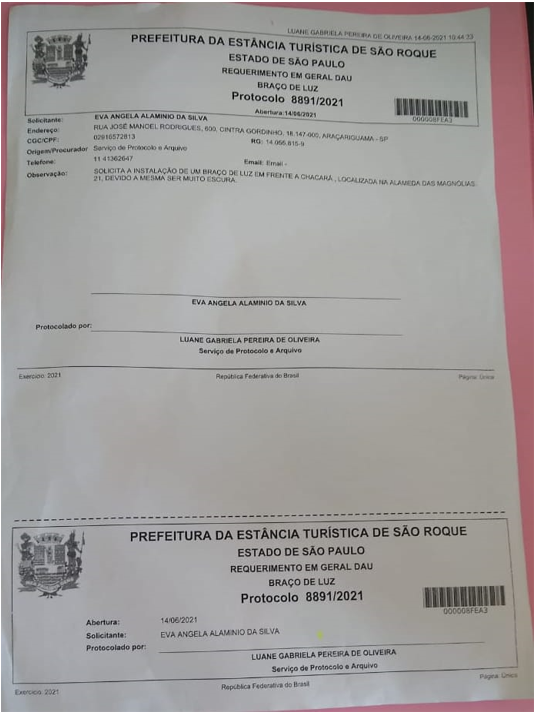 LUANE GABRIELA PEREIRA DE OLIVEIRA 14-06-2021 10:44:33
PREFEITURA DA ESTÂNCIA TURÍSTICA DE SÃO ROQUE
ESTADO DE SÃO PAULO
REQUERIMENTO EM GERAL DAU
BRAÇO DE LUZ
Protocolo 8891/2021
Abertura:14/06/2021
000008FEA3
Solicitante: EVA ANGELA ALAMINIO DA SILVA
Endereço: RUA JOSÉ MANOEL RODRIGUES, 600, CINTRA GORDINHO, 18.147-000, ARAÇARIGUAMA - SP
CGC/CPF: 02916572813 RG: 14.066.815-9
Origem/Procurador Serviço de Protocolo e Arquivo
Telefone: 11 41362647 Email: Email -
Observação: SOLICITA A INSTALAÇÃO DE UM BRAÇO DE LUZ EM FRENTE A CHACARÁ , LOCALIZADA NA ALAMEDA DAS MAGNÓLIAS,
21, DEVIDO A MESMA SER MUITO ESCURA.
EVA ANGELA ALAMINIO DA SILVA
Protocolado por:
LUANE GABRIELA PEREIRA DE OLIVEIRA
Serviço de Protocolo e Arquivo
Exercício: 2021 República Federativa do Brasil Página: Única
PREFEITURA DA ESTÂNCIA TURÍSTICA DE SÃO ROQUE
ESTADO DE SÃO PAULO
REQUERIMENTO EM GERAL DAU
BRAÇO DE LUZ
Protocolo 8891/2021
000008FEA3
Abertura: 14/06/2021
Solicitante: EVA ANGELA ALAMINIO DA SILVA
Protocolado por:
LUANE GABRIELA PEREIRA DE OLIVEIRA
Serviço de Protocolo e Arquivo
Exercício: 2021 República Federativa do Brasil Página: Única